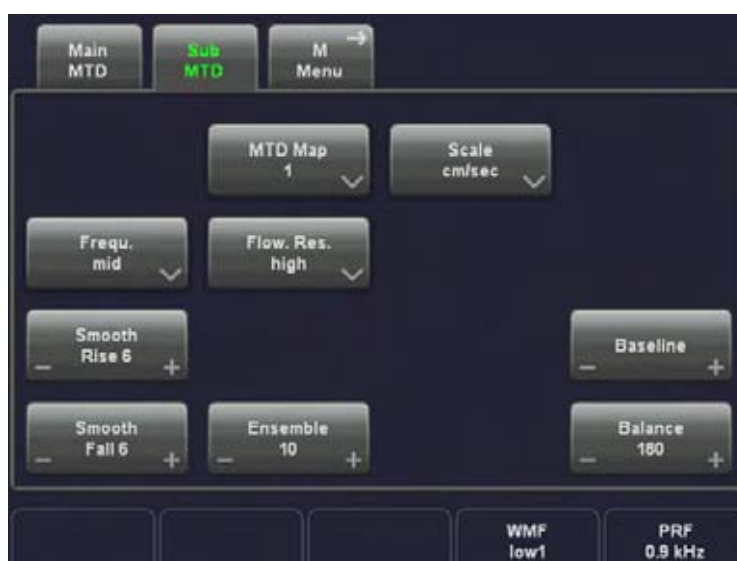 Main
MTD
Sub
MTD
M
Menu
MTD Map
1
Scale
cm/sec
Frequ.
mid
Flow. Res.
high
Smooth
Rise 6
Baseline
Smooth
Fall 6
Ensemble
10
Balance
180
WMF
low1
PRF
0.9 kHz